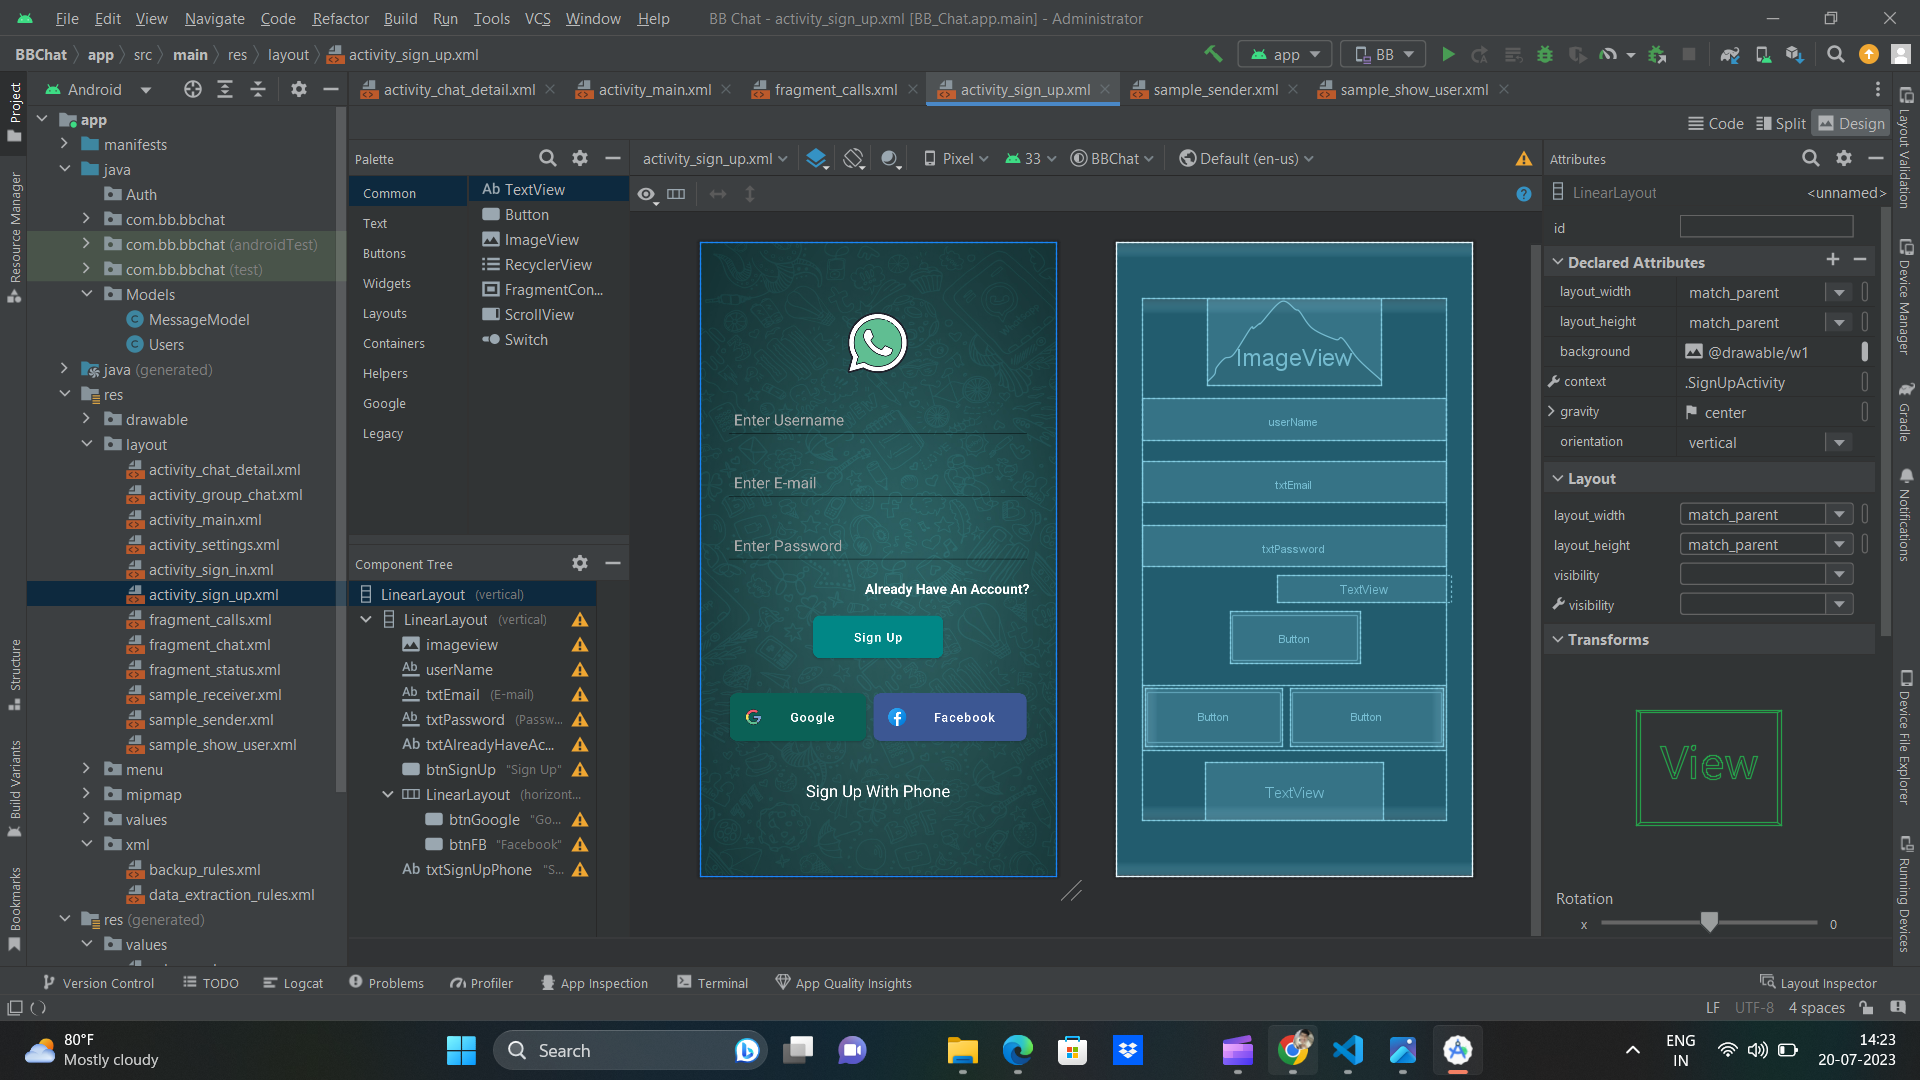 File Edit View Navigate Code Refactor Build Run Tools VCS Window Help BB Chat - activity_sign_up.xml [BB_Chat.app.main] - Administrator
BBChat app src main res layout activity_sign_up.xml
app BB
Android
activity_chat_detail.xml activity_main.xml fragment_calls.xml activity_sign_up.xml sample_sender.xml sample_show_user.xml
Code Split Design
Project
Resource Manager
Structure
Build Variants
Bookmarks
app
manifests
java
Auth
com.bb.bbchat
com.bb.bbchat (androidTest)
com.bb.bbchat (test)
Models
MessageModel
Users
java (generated)
res
drawable
layout
activity_chat_detail.xml
activity_group_chat.xml
activity_main.xml
activity_settings.xml
activity_sign_in.xml
activity_sign_up.xml
fragment_calls.xml
fragment_chat.xml
fragment_status.xml
sample_receiver.xml
sample_sender.xml
sample_show_user.xml
menu
mipmap
values
xml
backup_rules.xml
data_extraction_rules.xml
res (generated)
values
Palette
Common
Text
Buttons
Widgets
Layouts
Containers
Helpers
Google
Legacy
Ab TextView
Button
ImageView
RecyclerView
FragmentCon...
ScrollView
Switch
Component Tree
LinearLayout (vertical)
LinearLayout (vertical)
imageview
Ab userName
Ab txtEmail (E-mail)
Ab txtPassword (Passw...
Ab txtAlreadyHaveAc...
btnSignUp "Sign Up"
LinearLayout (horizont...
btnGoogle "Go...
btnFB "Facebook"
Ab txtSignUpPhone "S...
activity_sign_up.xml Pixel 33 BBChat Default (en-us)
Enter Username
Enter E-mail
Enter Password
Already Have An Account?
Sign Up
Google Facebook
Sign Up With Phone
ImageView
userName
txtEmail
txtPassword
TextView
Button
Button Button
TextView
Attributes
LinearLayout <unnamed>
id
Declared Attributes
layout_width match_parent
layout_height match_parent
background @drawable/w1
context .SignUpActivity
gravity center
orientation vertical
Layout
layout_width match_parent
layout_height match_parent
visibility
visibility
Transforms
View
Rotation
x 0
Layout Validation
Device Manager
Gradle
Notifications
Device File Explorer
Running Devices
Version Control TODO Logcat Problems Profiler App Inspection Terminal App Quality Insights Layout Inspector
LF UTF-8 4 spaces
80°F
Mostly cloudy
Search
ENG
IN
14:23
20-07-2023